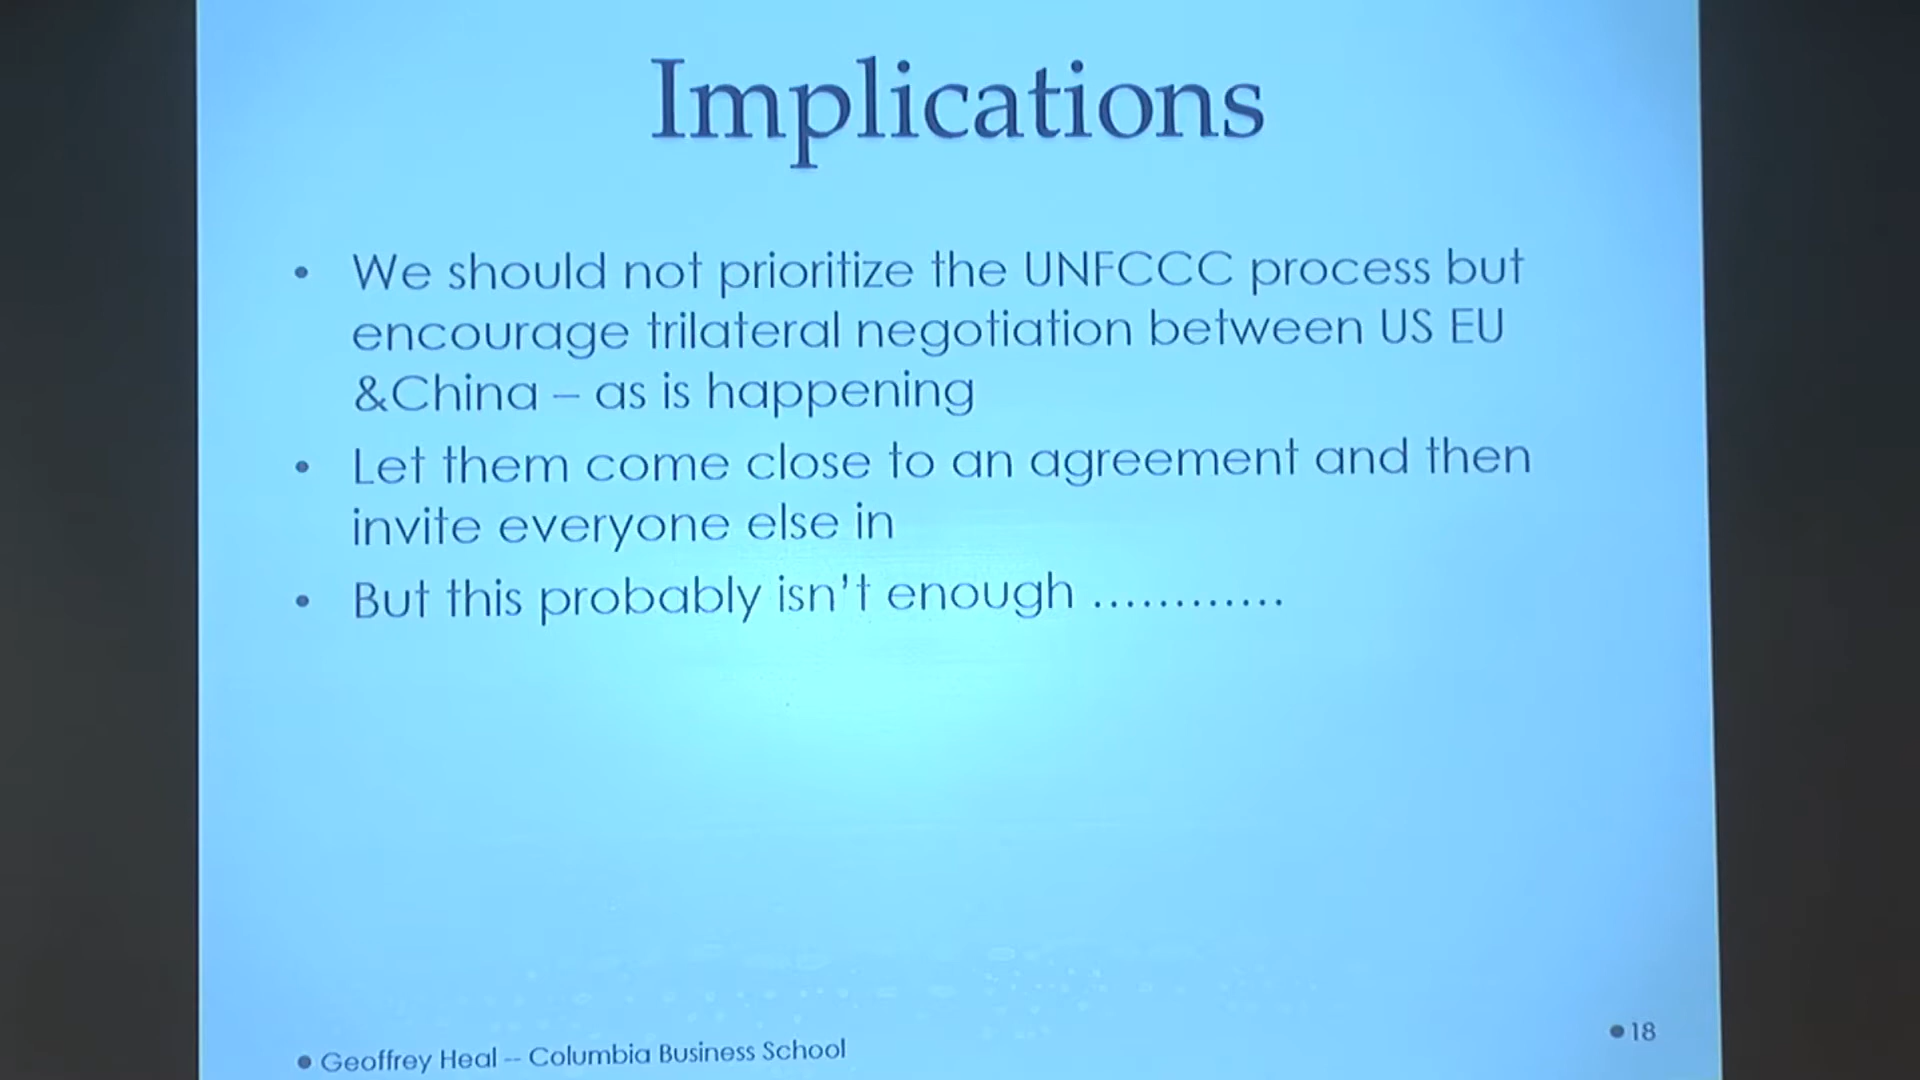 Implications
• We should not prioritize the UNFCCC process but
encourage trilateral negotiation between US EU
&China – as is happening
• Let them come close to an agreement and then
invite everyone else in
• But this probably isn't enough ............
• Geoffrey Heal -- Columbia Business School
•18